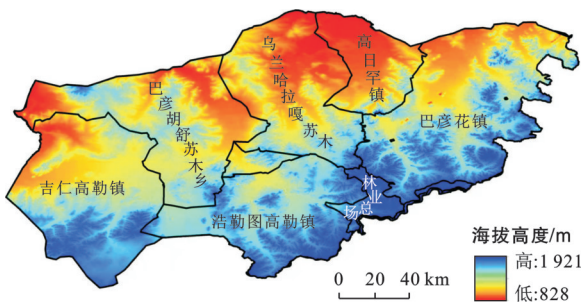 乌兰哈拉嘎苏木
高日罕镇
巴彦胡舒苏木乡
巴彦花镇
吉仁高勒镇
浩勒图高勒镇
林业总场
海拔高度/m
高:1 921
低:828
0 20 40 km